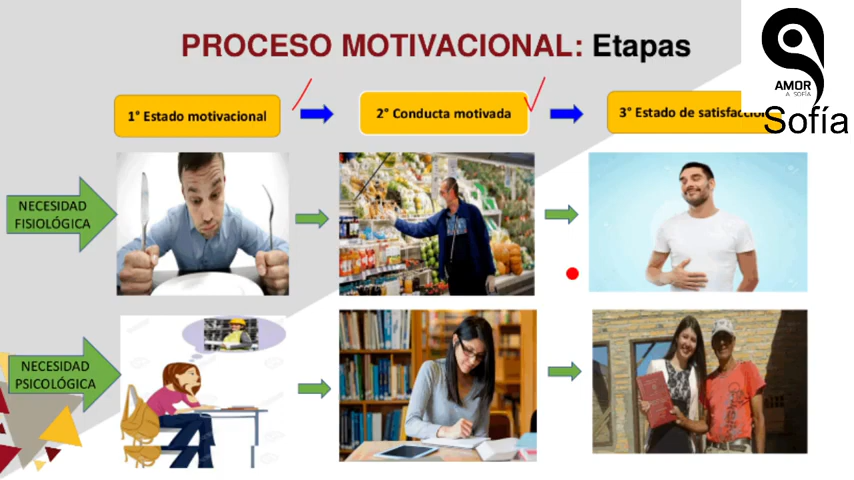 PROCESO MOTIVACIONAL: Etapas
AMOR
A SOFÍA
Sofía
1° Estado motivacional
2° Conducta motivada
3° Estado de satisfacción
NECESIDAD
FISIOLÓGICA
NECESIDAD
PSICOLÓGICA